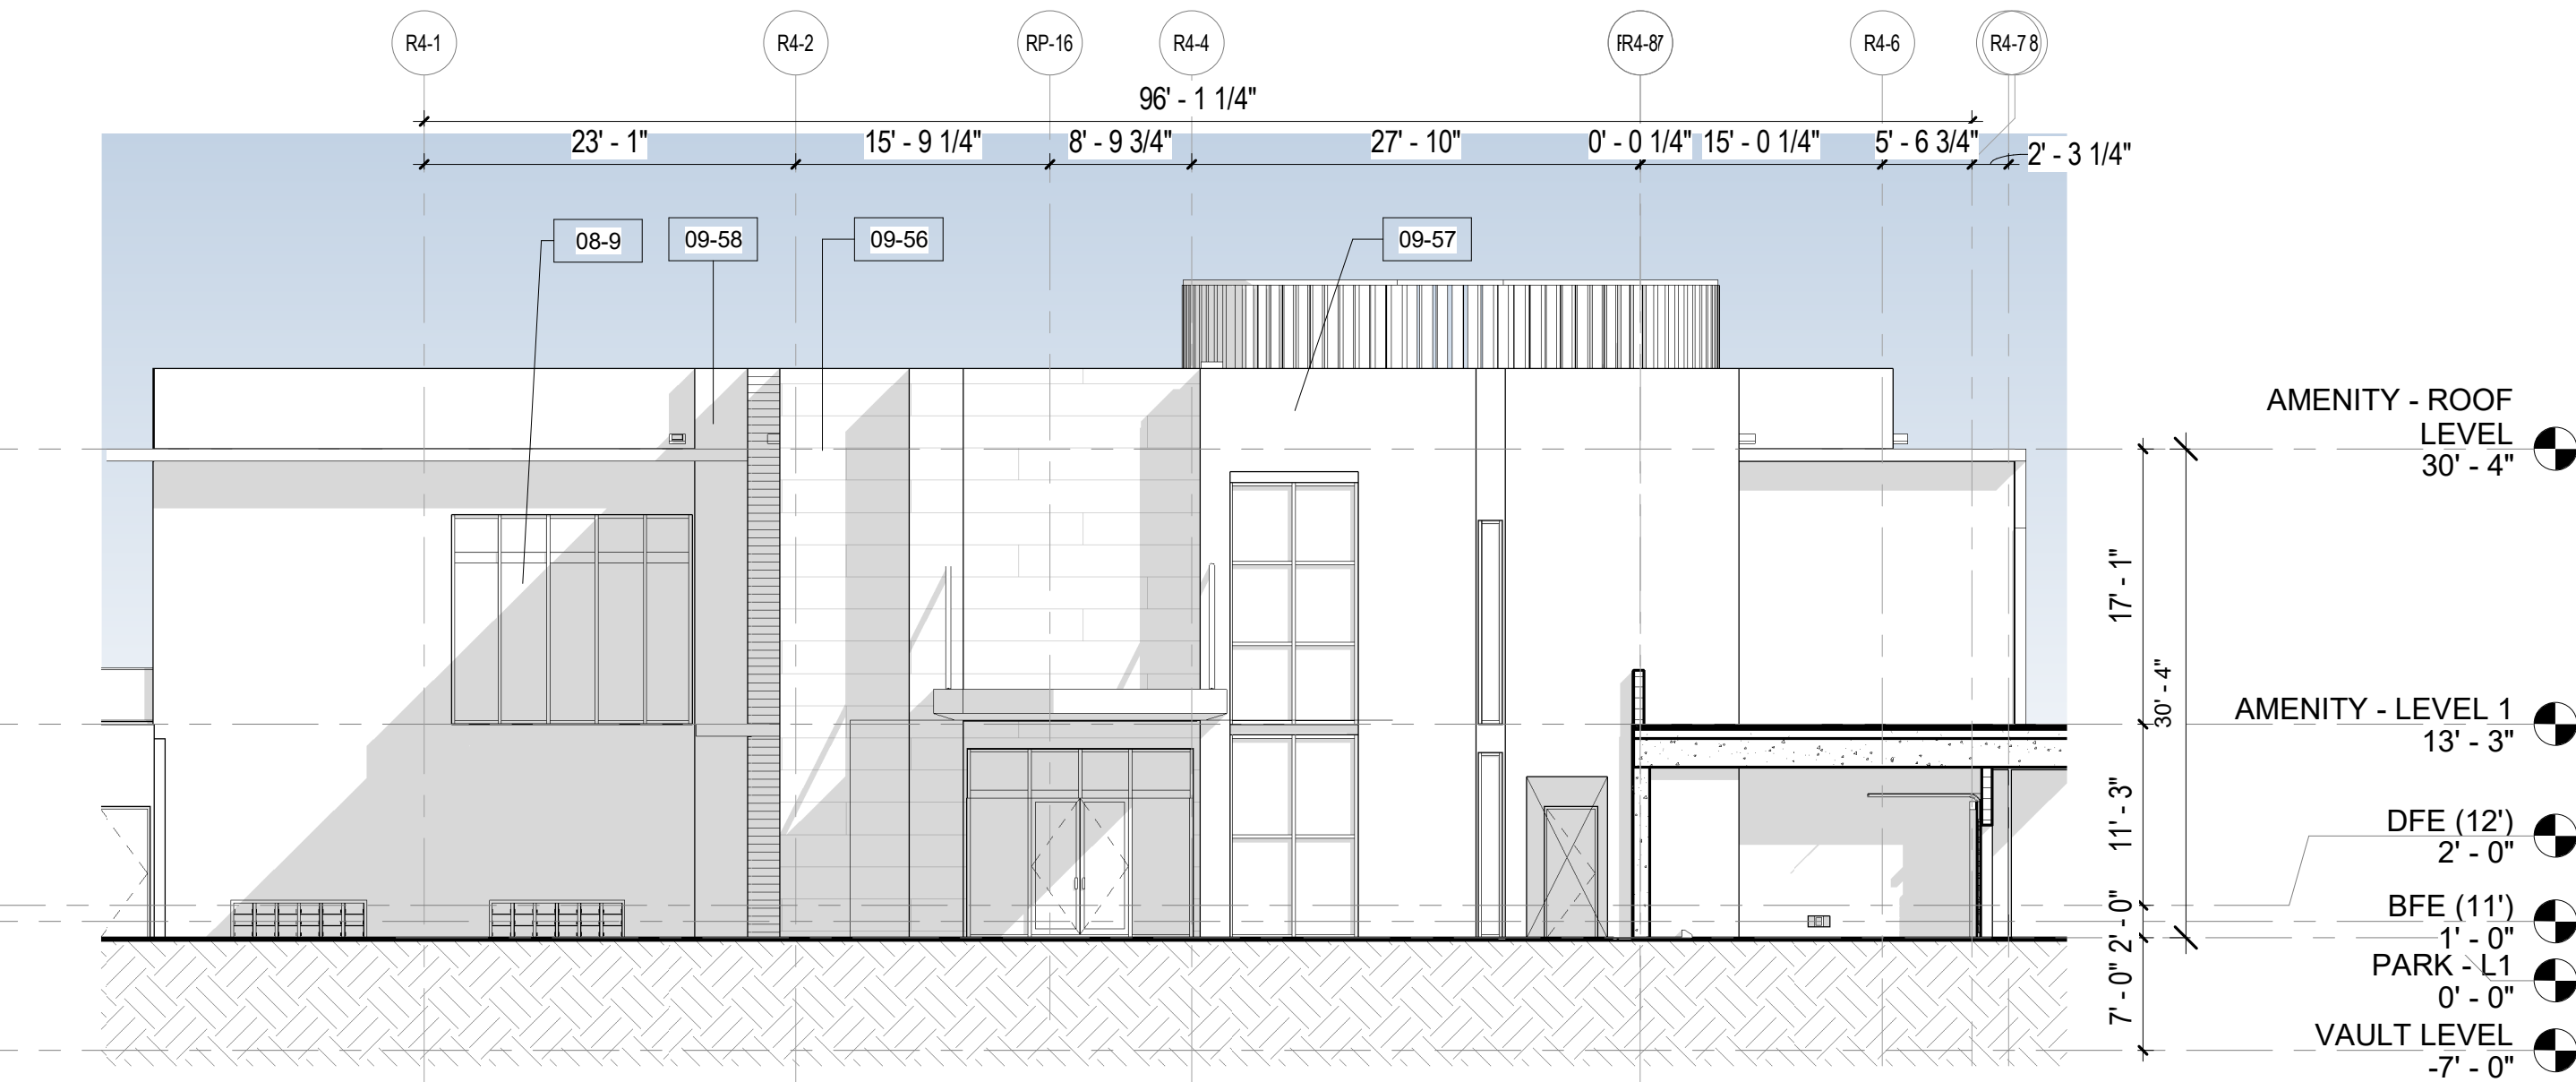 R4-1
R4-2
RP-16
R4-4
R4-6
96' - 1 1/4"
23' - 1"
15' - 9 1/4"
8' - 9 3/4"
27' - 10"
0' - 0 1/4"
15' - 0 1/4"
5' - 6 3/4"
2' - 3 1/4"
08-9
09-58
09-56
09-57
AMENITY - ROOF
LEVEL
30' - 4"
17' - 1"
30' - 4"
AMENITY - LEVEL 1
13' - 3"
11' - 3"
DFE (12')
2' - 0"
2' - 0"
BFE (11')
1' - 0"
PARK - L1
0' - 0"
7' - 0"
VAULT LEVEL
-7' - 0"